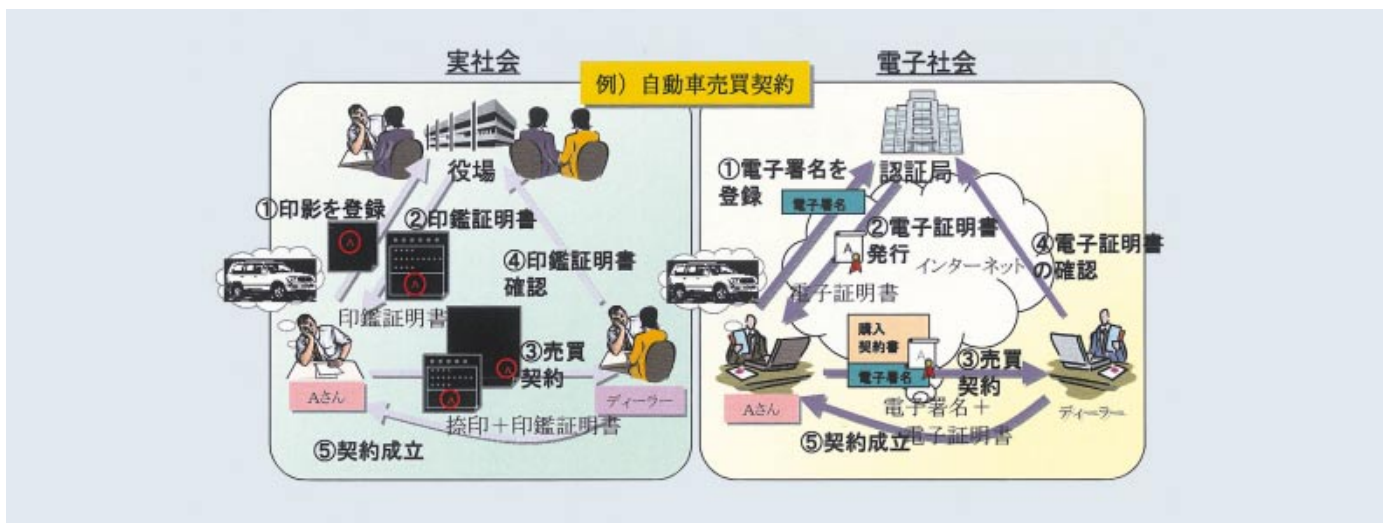 実社会
例）自動車売買契約
電子社会
役場
①印影を登録
②印鑑証明書
④印鑑証明書
確認
印鑑証明書
③売買
契約
Aさん
ディーラー
捺印＋印鑑証明書
⑤契約成立
認証局
①電子署名を
登録
電子署名
②電子証明書
発行
インターネット
④電子証明書
の確認
電子証明書
購入
契約書
電子署名
③売買
契約
Aさん
電子署名＋
電子証明書
ディーラー
⑤契約成立
A
A
A
A
A